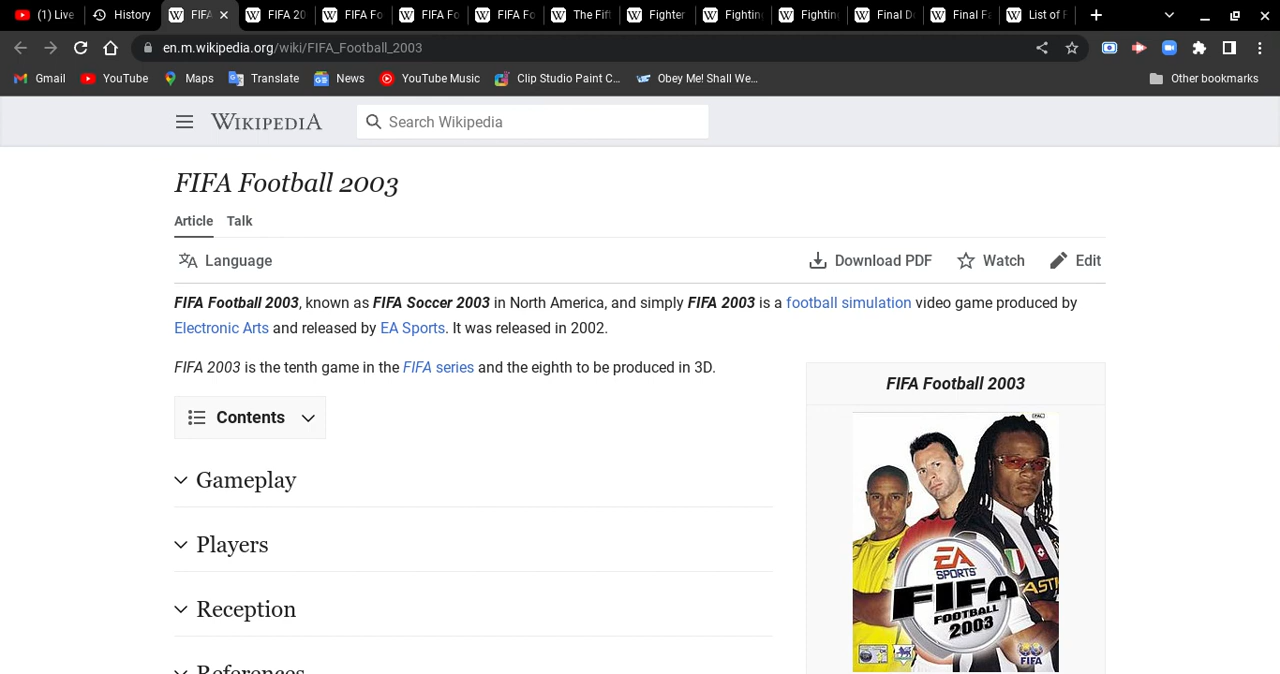 (1) Live
History
FIFA
FIFA 20
FIFA Fo
FIFA Fo
FIFA Fo
The Fift
Fighter
Fighting
Fighting
Final D
Final Fa
List of F
en.m.wikipedia.org/wiki/FIFA_Football_2003
Gmail
YouTube
Maps
Translate
News
YouTube Music
Clip Studio Paint C...
Obey Me! Shall We...
Other bookmarks
WIKIPEDIA
Search Wikipedia
FIFA Football 2003
Article
Talk
Language
Download PDF
Watch
Edit
FIFA Football 2003, known as FIFA Soccer 2003 in North America, and simply FIFA 2003 is a football simulation video game produced by
Electronic Arts and released by EA Sports. It was released in 2002.
FIFA 2003 is the tenth game in the FIFA series and the eighth to be produced in 3D.
FIFA Football 2003
Contents
Gameplay
Players
Reception
References
PAL
EA
SPORTS
FIFA
FOOTBALL
2003
FAST
FIFA